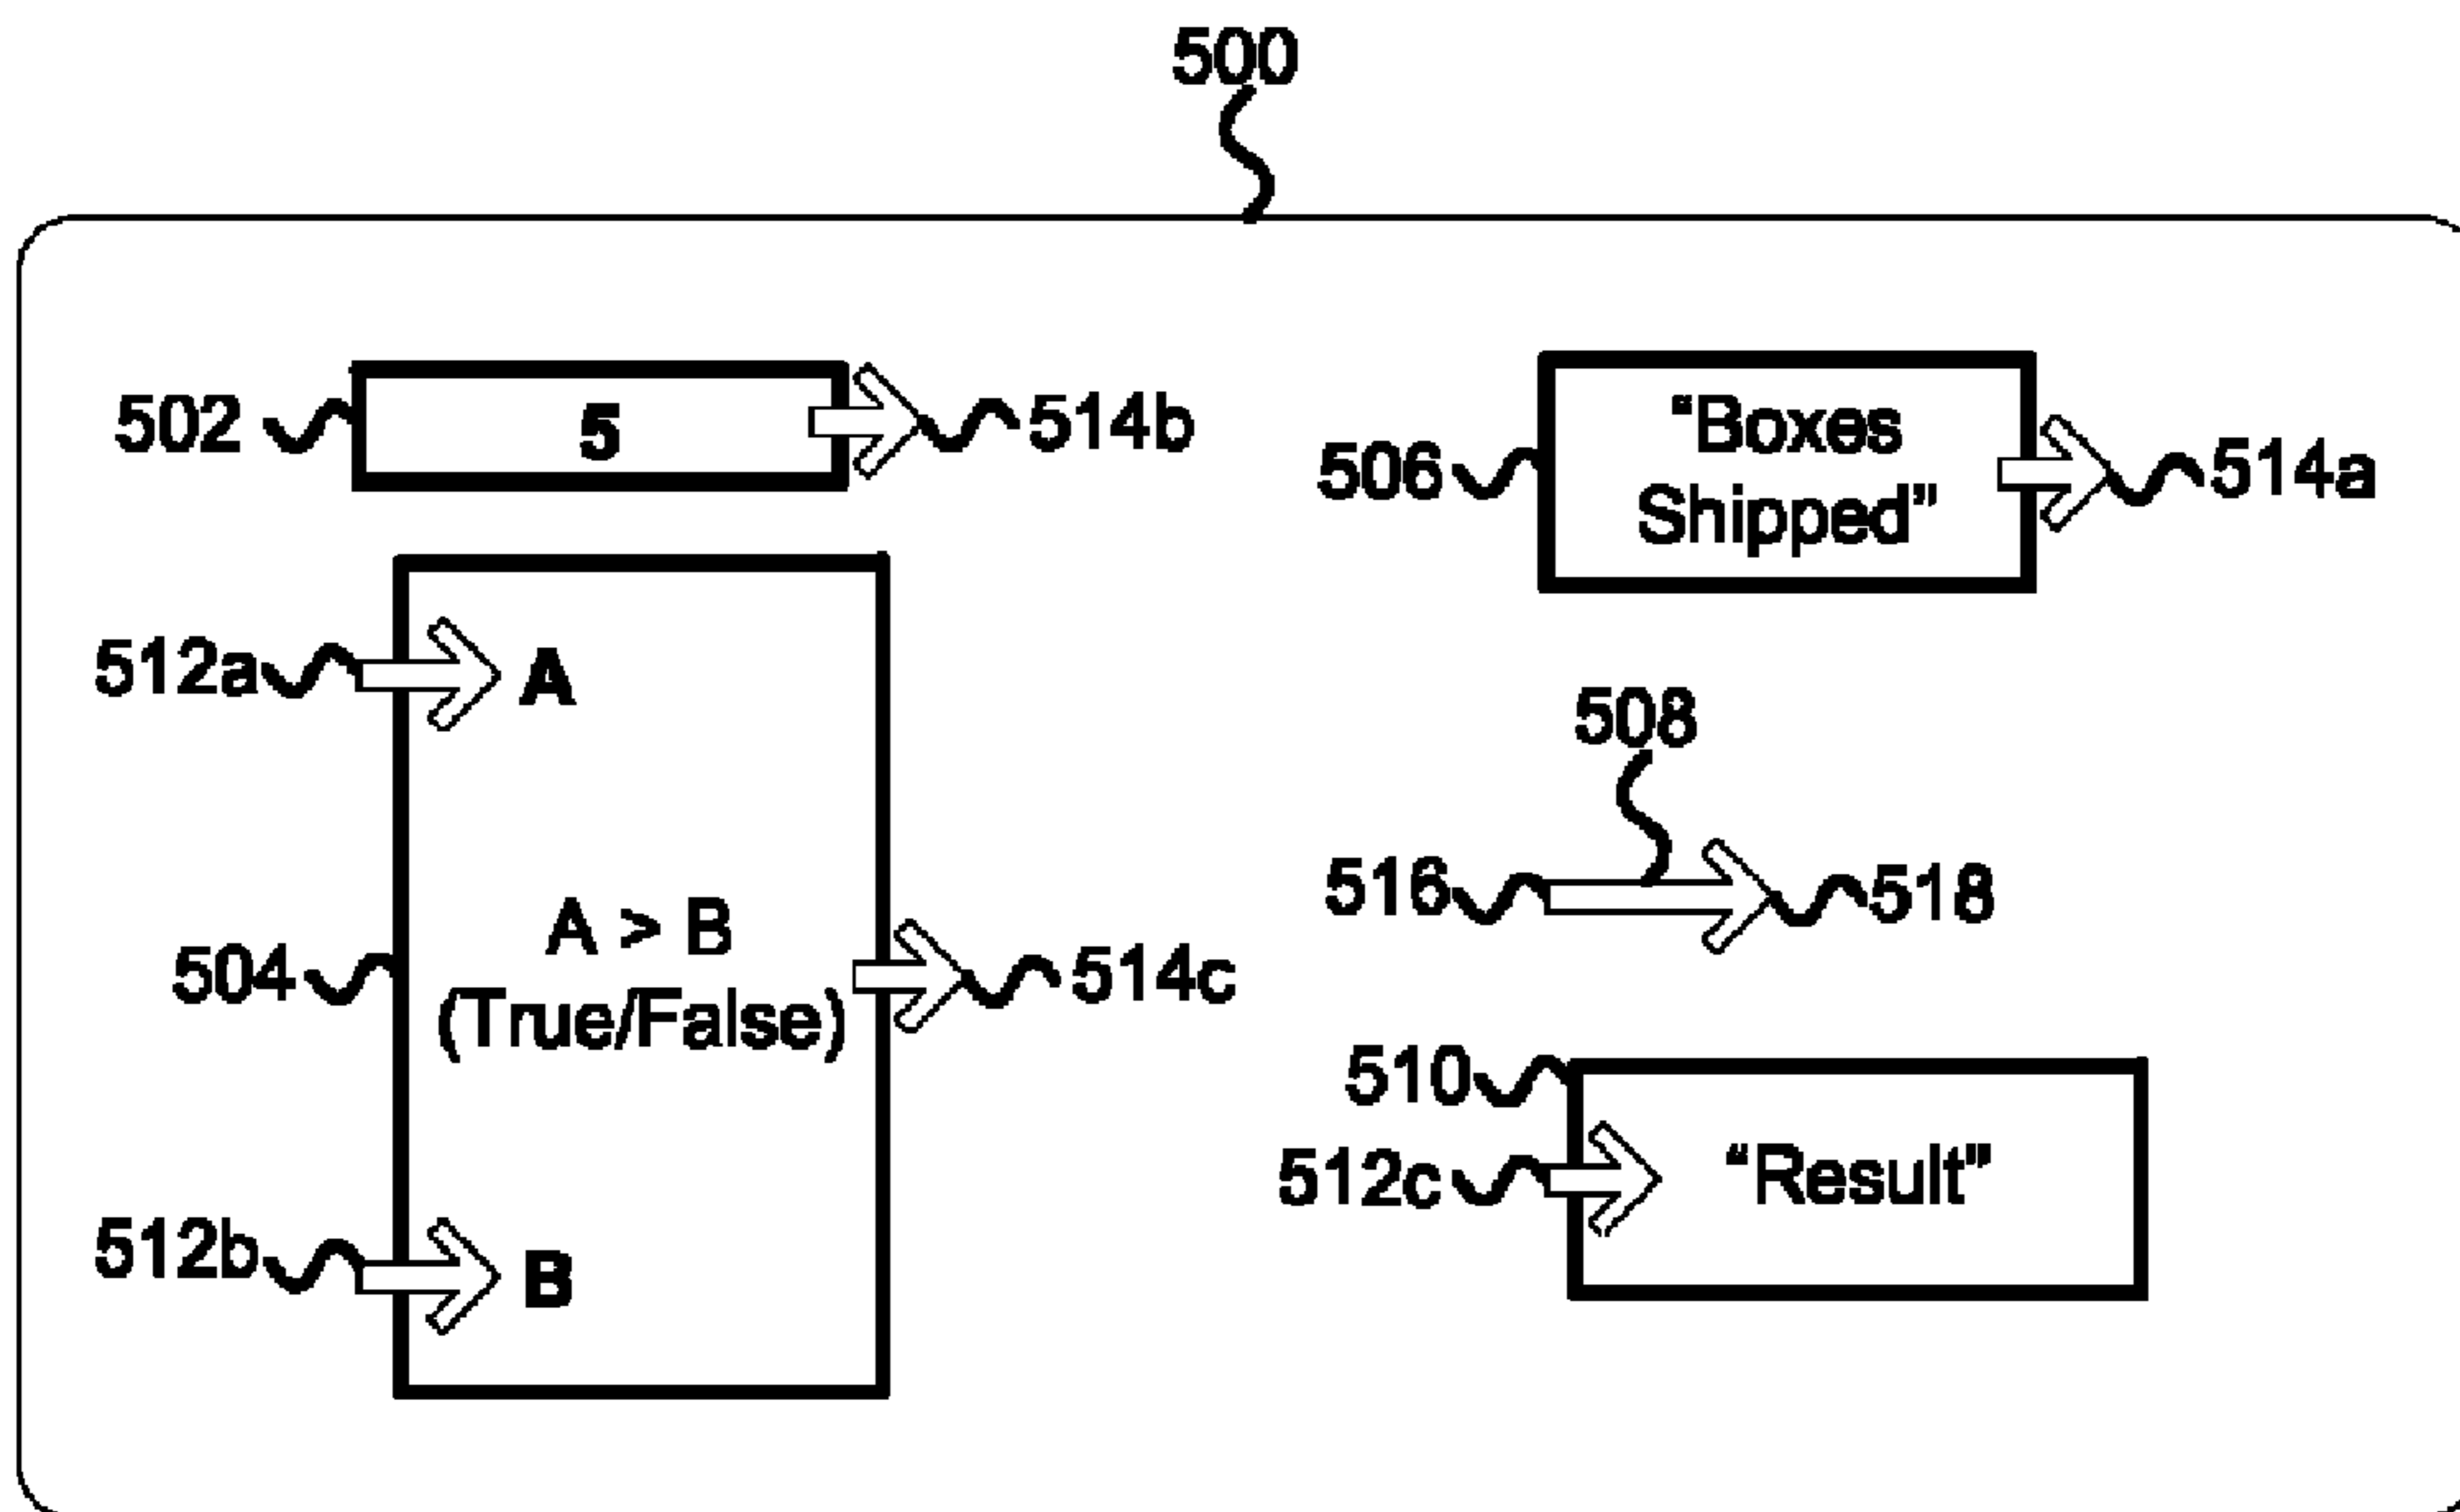 500
502
5
514b
506
“Boxes
Shipped”
514a
512a
A
508
504
A > B
(True/False)
514c
516
518
510
512c
“Result”
512b
B